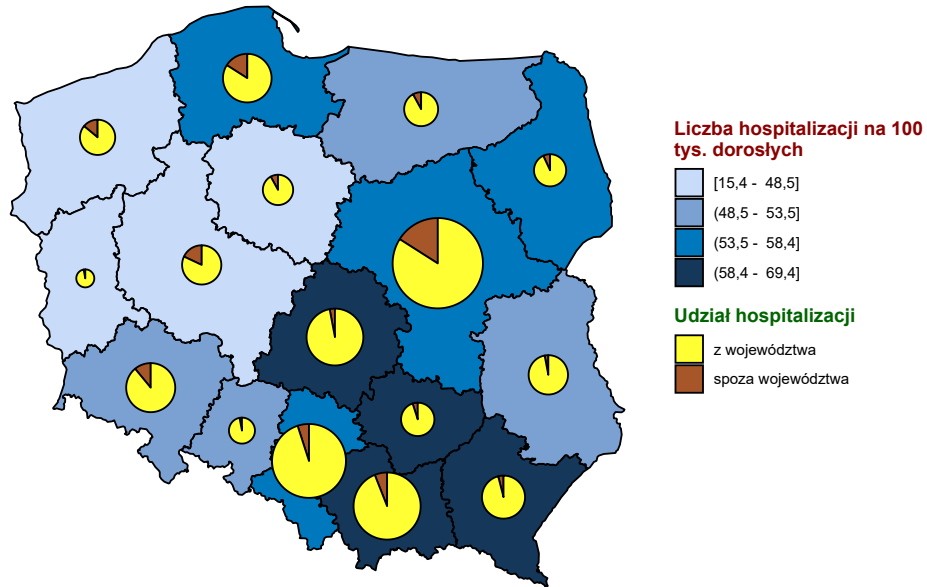 Liczba hospitalizacji na 100
tys. dorosłych
[15,4 - 48,5]
(48,5 - 53,5]
(53,5 - 58,4]
(58,4 - 69,4]
Udział hospitalizacji
z województwa
spoza województwa